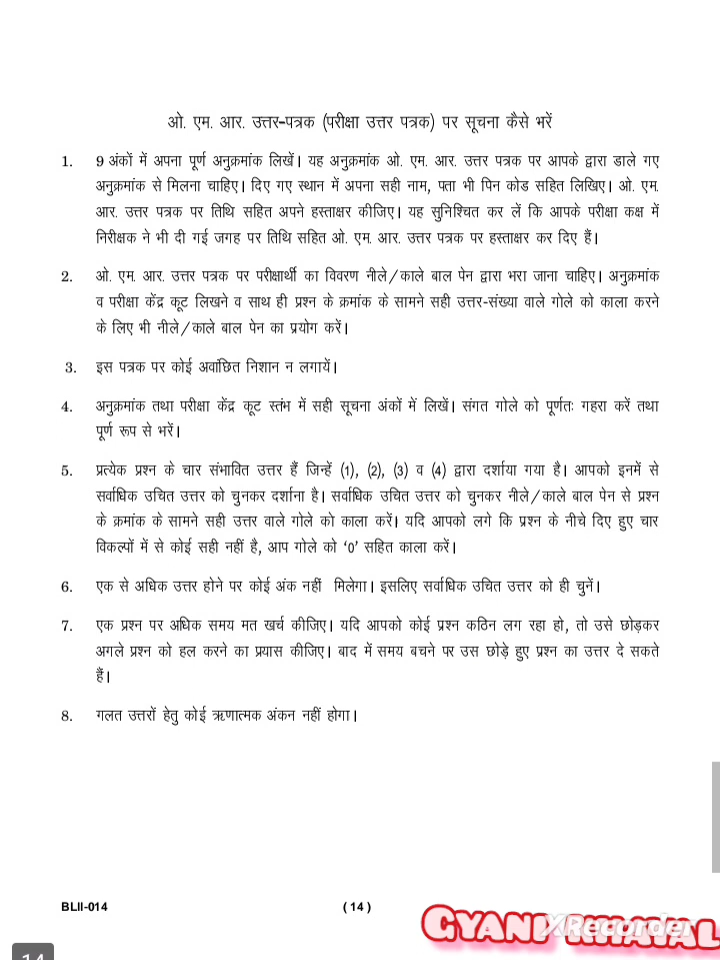 ओ. एम. आर. उत्तर-पत्रक (परीक्षा उत्तर पत्रक) पर सूचना कैसे भरें
1. 9 अंकों में अपना पूर्ण अनुक्रमांक लिखें। यह अनुक्रमांक ओ. एम. आर. उत्तर पत्रक पर आपके द्वारा डाले गए
अनुक्रमांक से मिलना चाहिए। दिए गए स्थान में अपना सही नाम, पता भी पिन कोड सहित लिखिए। ओ. एम.
आर. उत्तर पत्रक पर तिथि सहित अपने हस्ताक्षर कीजिए। यह सुनिश्चित कर लें कि आपके परीक्षा कक्ष में
निरीक्षक ने भी दी गई जगह पर तिथि सहित ओ. एम. आर. उत्तर पत्रक पर हस्ताक्षर कर दिए हैं।
2. ओ. एम. आर. उत्तर पत्रक पर परीक्षार्थी का विवरण नीले/काले बाल पेन द्वारा भरा जाना चाहिए। अनुक्रमांक
व परीक्षा केंद्र कूट लिखने व साथ ही प्रश्न के क्रमांक के सामने सही उत्तर-संख्या वाले गोले को काला करने
के लिए भी नीले/काले बाल पेन का प्रयोग करें।
3. इस पत्रक पर कोई अवांछित निशान न लगायें।
4. अनुक्रमांक तथा परीक्षा केंद्र कूट स्तंभ में सही सूचना अंकों में लिखें। संगत गोले को पूर्णतः गहरा करें तथा
पूर्ण रूप से भरें।
5. प्रत्येक प्रश्न के चार संभावित उत्तर हैं जिन्हें (1), (2), (3) व (4) द्वारा दर्शाया गया है। आपको इनमें से
सर्वाधिक उचित उत्तर को चुनकर दर्शाना है। सर्वाधिक उचित उत्तर को चुनकर नीले/काले बाल पेन से प्रश्न
के क्रमांक के सामने सही उत्तर वाले गोले को काला करें। यदि आपको लगे कि प्रश्न के नीचे दिए हुए चार
विकल्पों में से कोई सही नहीं है, आप गोले को ‘0’ सहित काला करें।
6. एक से अधिक उत्तर होने पर कोई अंक नहीं मिलेगा। इसलिए सर्वाधिक उचित उत्तर को ही चुनें।
7. एक प्रश्न पर अधिक समय मत खर्च कीजिए। यदि आपको कोई प्रश्न कठिन लग रहा हो, तो उसे छोड़कर
अगले प्रश्न को हल करने का प्रयास कीजिए। बाद में समय बचने पर उस छोड़े हुए प्रश्न का उत्तर दे सकते
हैं।
8. गलत उत्तरों हेतु कोई ऋणात्मक अंकन नहीं होगा।
BLII-014
(14)
GYANI
XRecorder
14